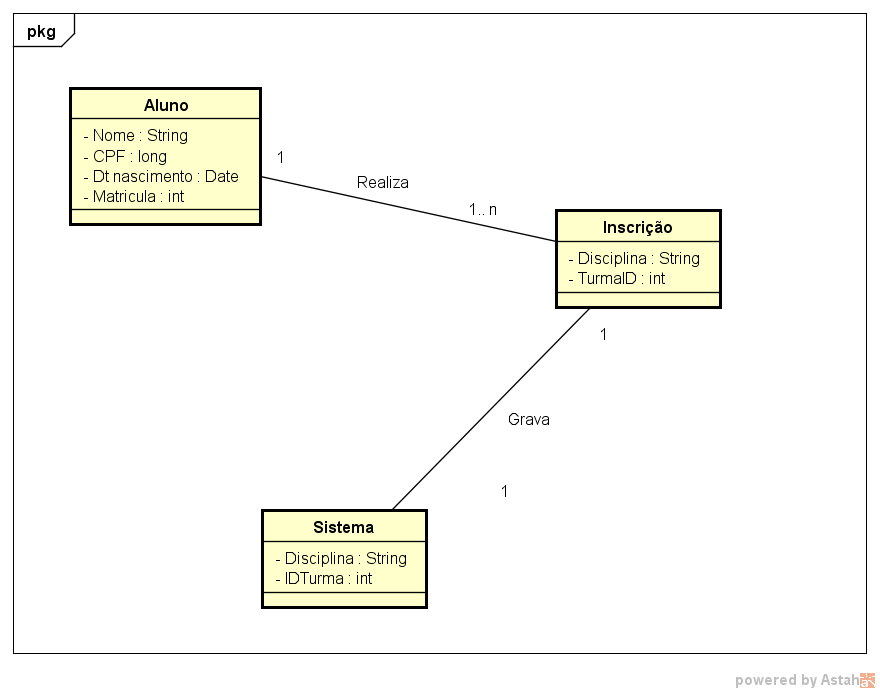 pkg
Aluno
- Nome : String
- CPF : long
- Dt nascimento : Date
- Matricula : int
1
Realiza
1.. n
Inscrição
- Disciplina : String
- TurmaID : int
1
Grava
1
Sistema
- Disciplina : String
- IDTurma : int
powered by Astah